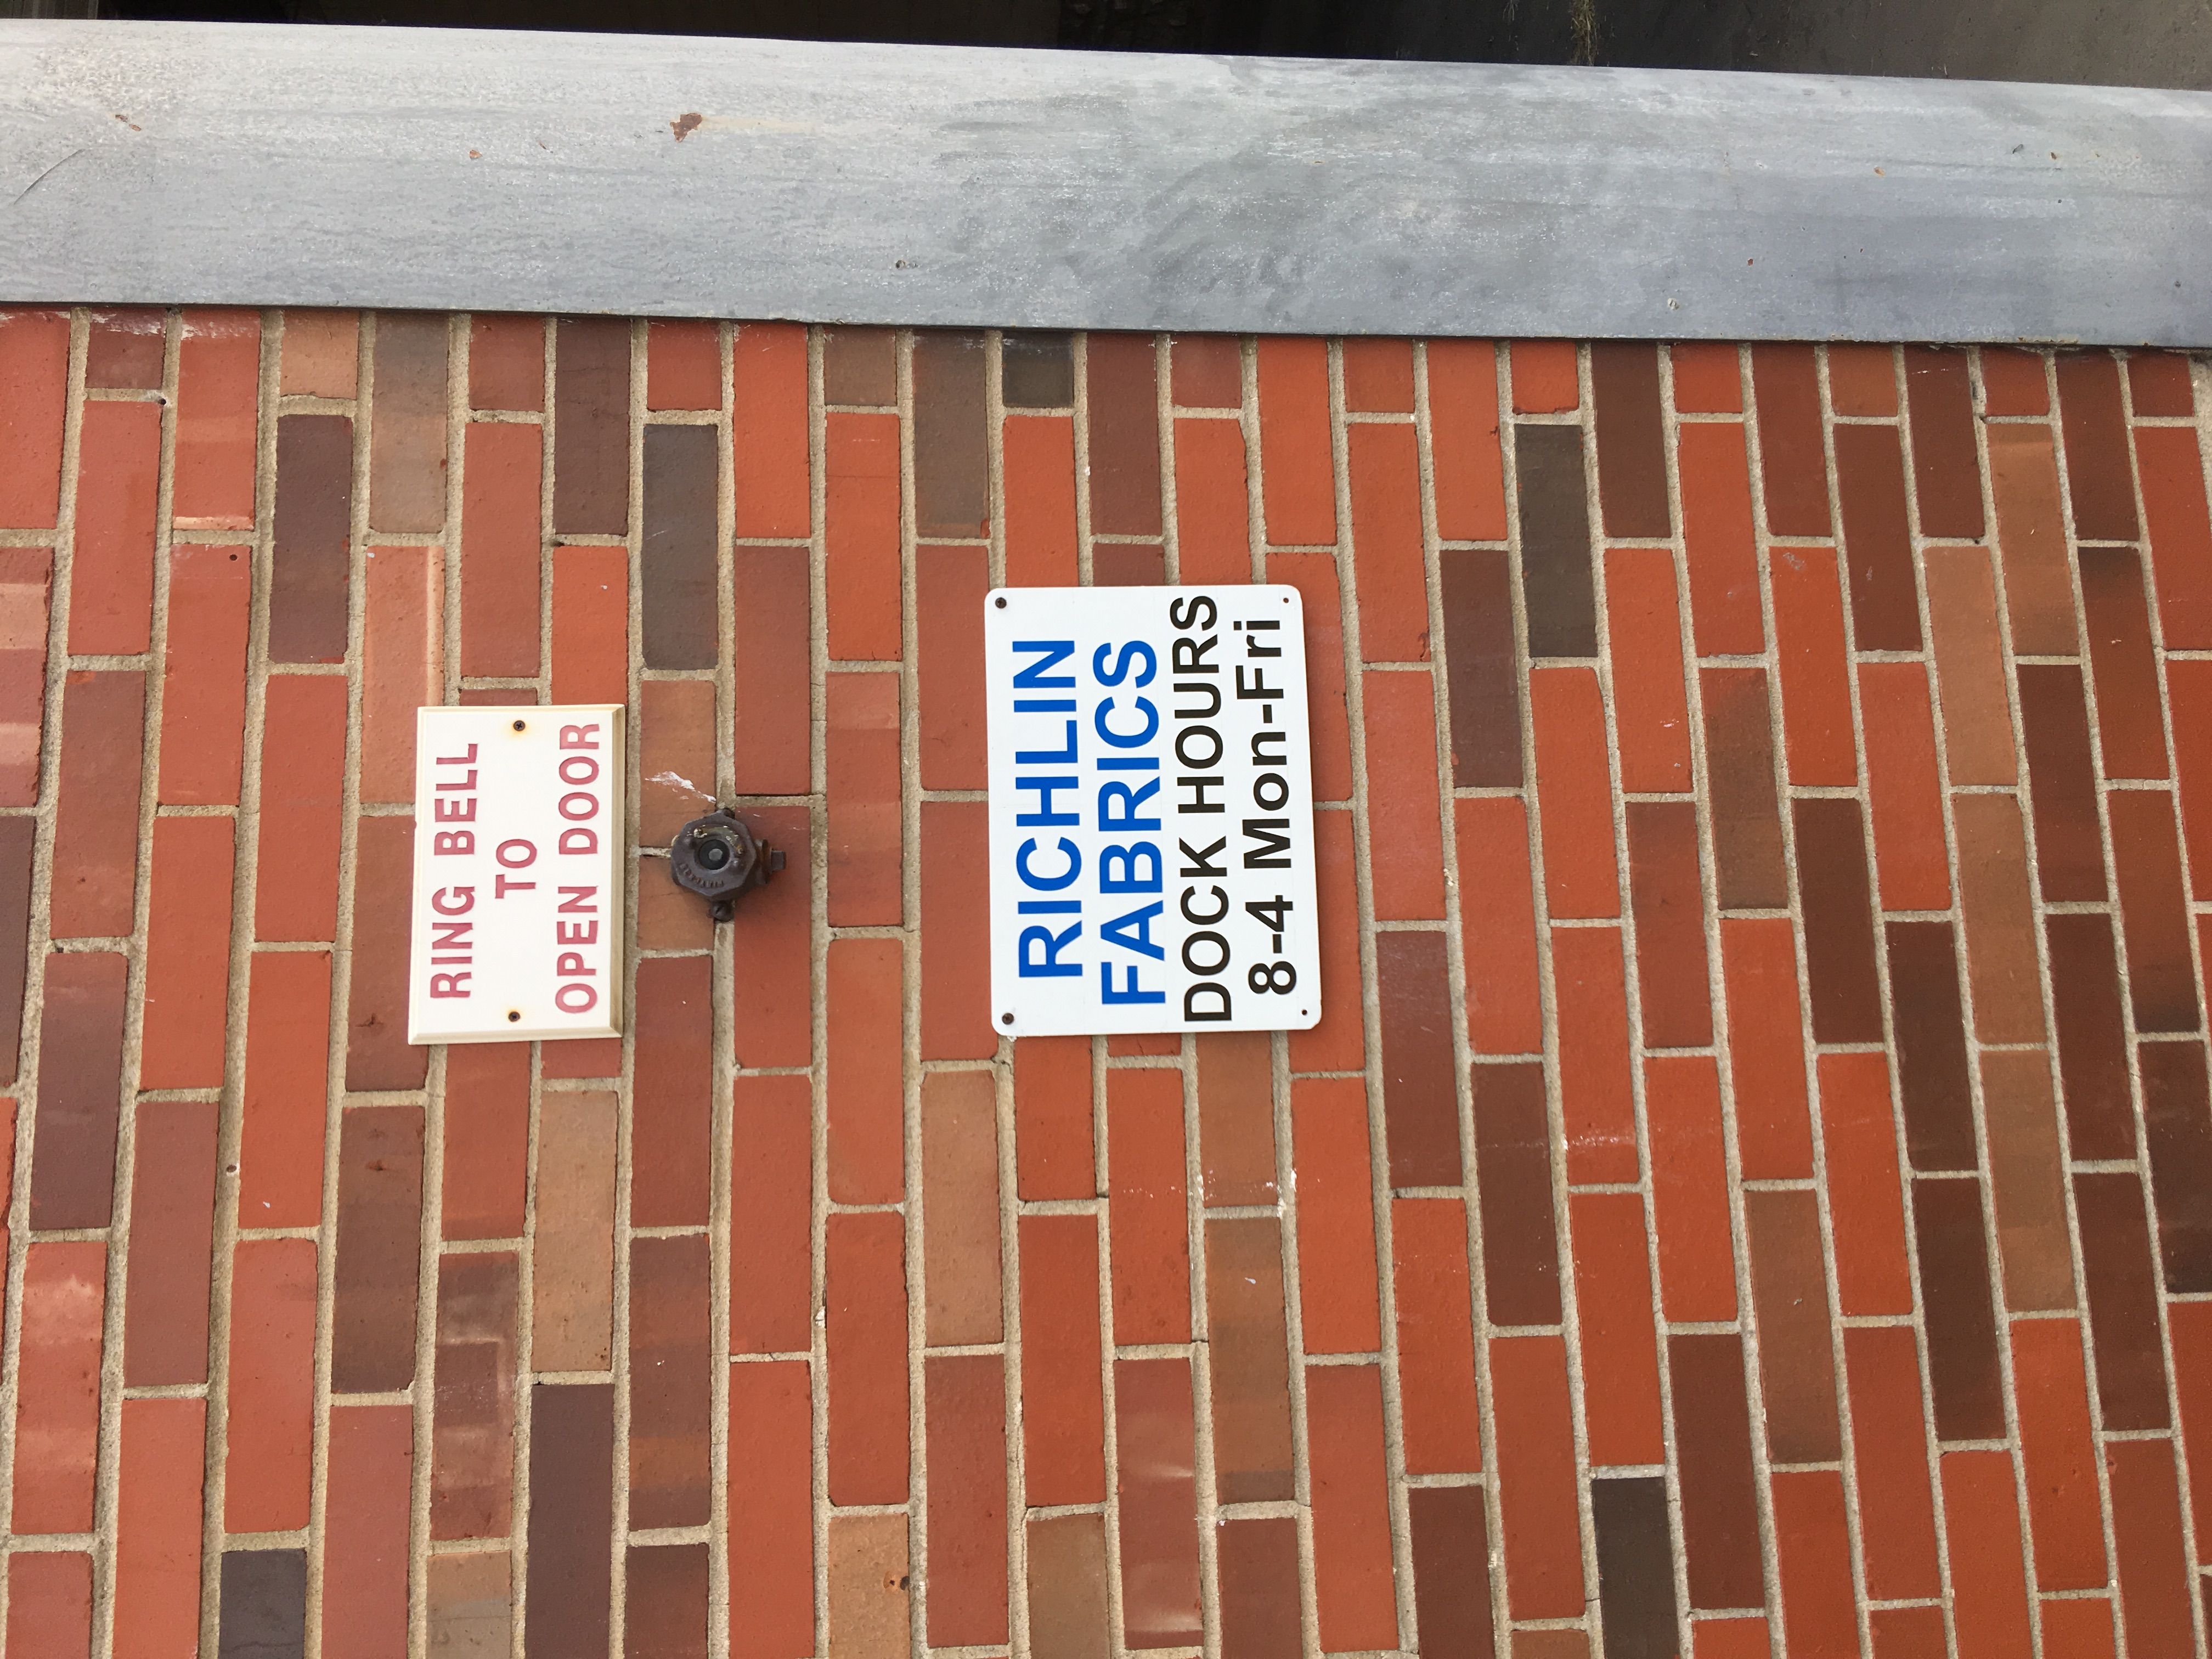 RING BELL
TO
OPEN DOOR
RICHLIN
FABRICS
DOCK HOURS
8-4 Mon-Fri